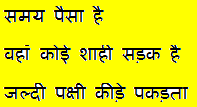 समय पैसा है
वहाँ कोई शाही सड़क है
जल्दी पक्षी कीड़े पकड़ता